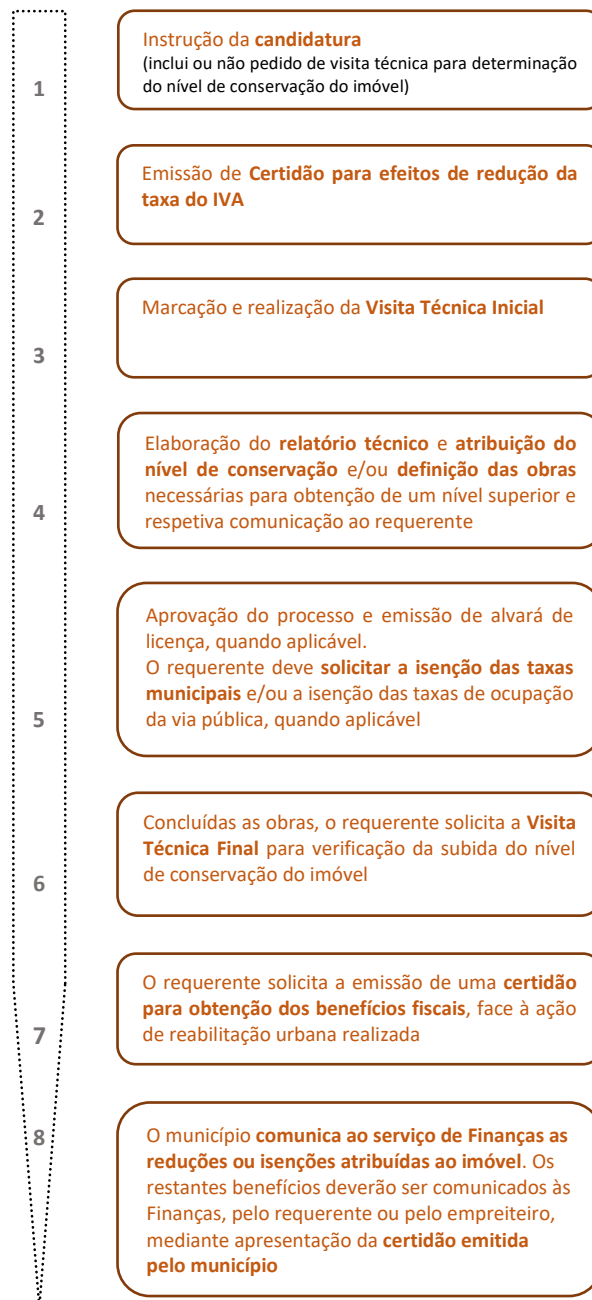 1
Instrução da candidatura
(inclui ou não pedido de visita técnica para determinação
do nível de conservação do imóvel)
2
Emissão de Certidão para efeitos de redução da
taxa do IVA
3
Marcação e realização da Visita Técnica Inicial
4
Elaboração do relatório técnico e atribuição do
nível de conservação e/ou definição das obras
necessárias para obtenção de um nível superior e
respetiva comunicação ao requerente
5
Aprovação do processo e emissão de alvará de
licença, quando aplicável.
O requerente deve solicitar a isenção das taxas
municipais e/ou a isenção das taxas de ocupação
da via pública, quando aplicável
6
Concluídas as obras, o requerente solicita a Visita
Técnica Final para verificação da subida do nível
de conservação do imóvel
7
O requerente solicita a emissão de uma certidão
para obtenção dos benefícios fiscais, face à ação
de reabilitação urbana realizada
8
O município comunica ao serviço de Finanças as
reduções ou isenções atribuídas ao imóvel. Os
restantes benefícios deverão ser comunicados às
Finanças, pelo requerente ou pelo empreiteiro,
mediante apresentação da certidão emitida
pelo município